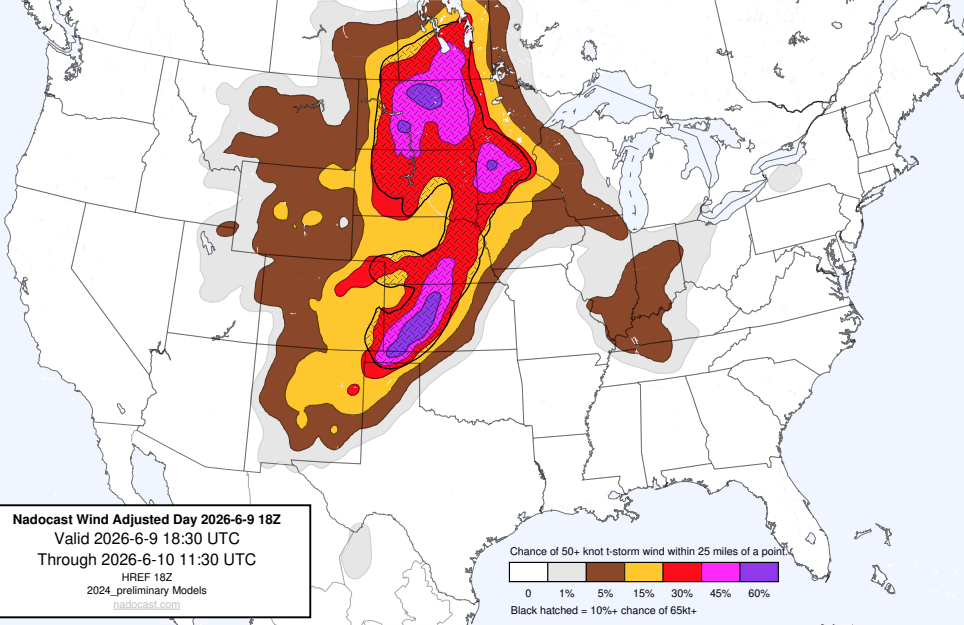 Nadocast Wind Adjusted Day 2026-6-9 18Z
Valid 2026-6-9 18:30 UTC
Through 2026-6-10 11:30 UTC
HREF 18Z
2024_preliminary Models
nadocast.com
Chance of 50+ knot t-storm wind within 25 miles of a point.
0 1% 5% 15% 30% 45% 60%
Black hatched = 10%+ chance of 65kt+